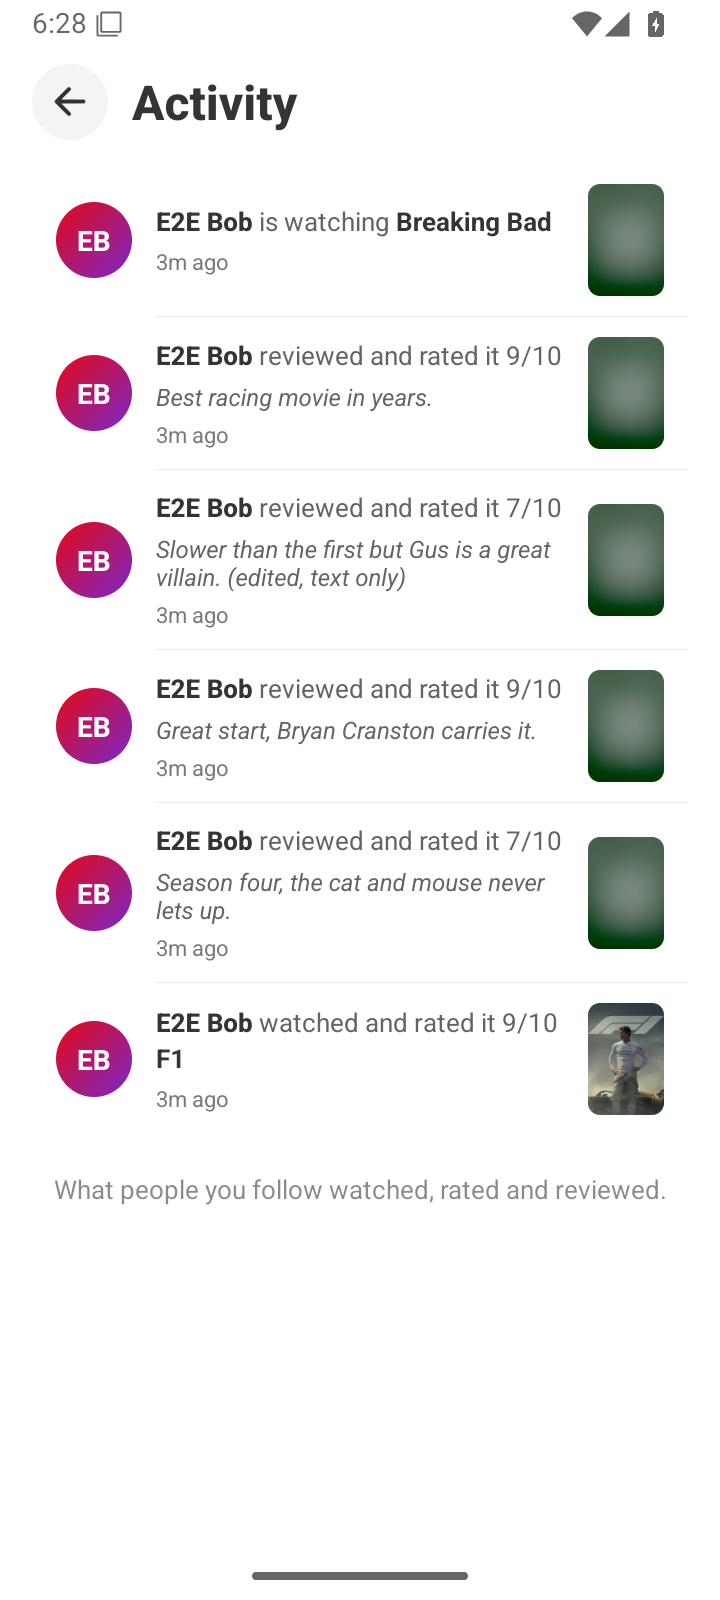 6:28
Activity
EB
E2E Bob is watching Breaking Bad
3m ago
EB
E2E Bob reviewed and rated it 9/10
Best racing movie in years.
3m ago
EB
E2E Bob reviewed and rated it 7/10
Slower than the first but Gus is a great
villain. (edited, text only)
3m ago
EB
E2E Bob reviewed and rated it 9/10
Great start, Bryan Cranston carries it.
3m ago
EB
E2E Bob reviewed and rated it 7/10
Season four, the cat and mouse never
lets up.
3m ago
EB
E2E Bob watched and rated it 9/10
F1
3m ago
What people you follow watched, rated and reviewed.